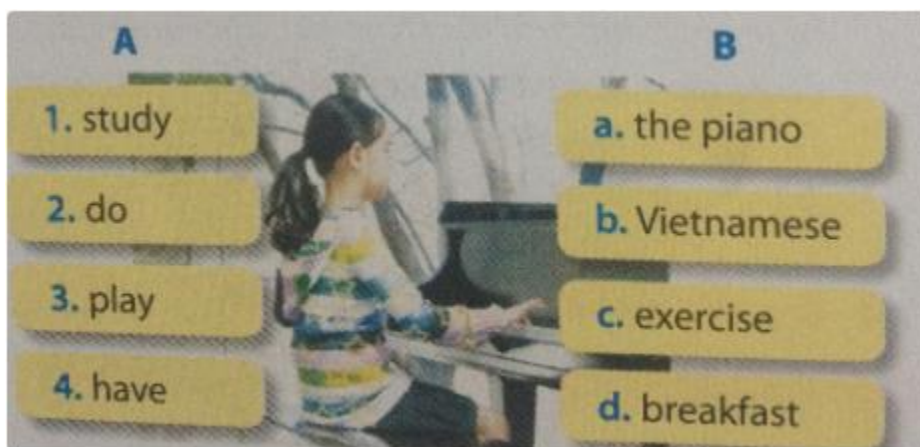 A
B
1. study
a. the piano
2. do
b. Vietnamese
3. play
c. exercise
4. have
d. breakfast